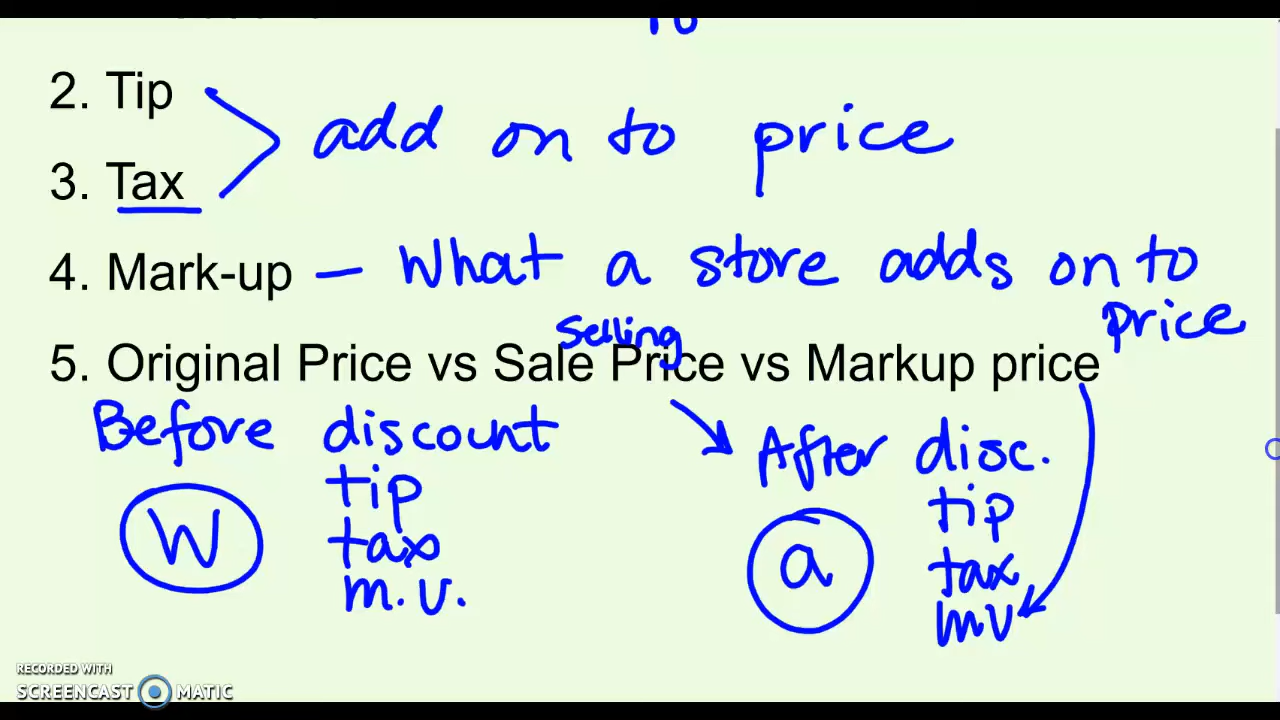 2. Tip
add on to price
3. Tax
4. Mark-up — What a store adds on to
price
selling
5. Original Price vs Sale Price vs Markup price
Before discount
tip
tax
m.u.
W
After disc.
tip
tax
mu
a
RECORDED WITH
SCREENCAST MATIC